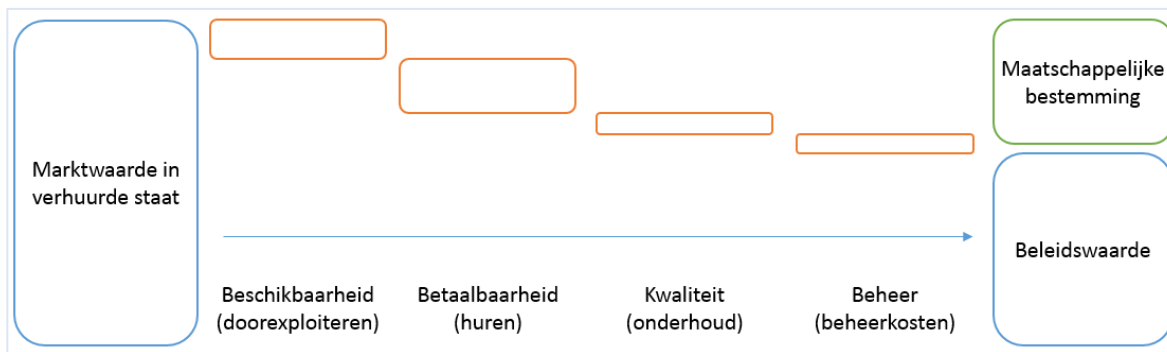 Marktwaarde in
verhuurde staat
Beschikbaarheid
(doorexploiteren)
Betaalbaarheid
(huren)
Kwaliteit
(onderhoud)
Beheer
(beheerkosten)
Maatschappelijke
bestemming
Beleidswaarde